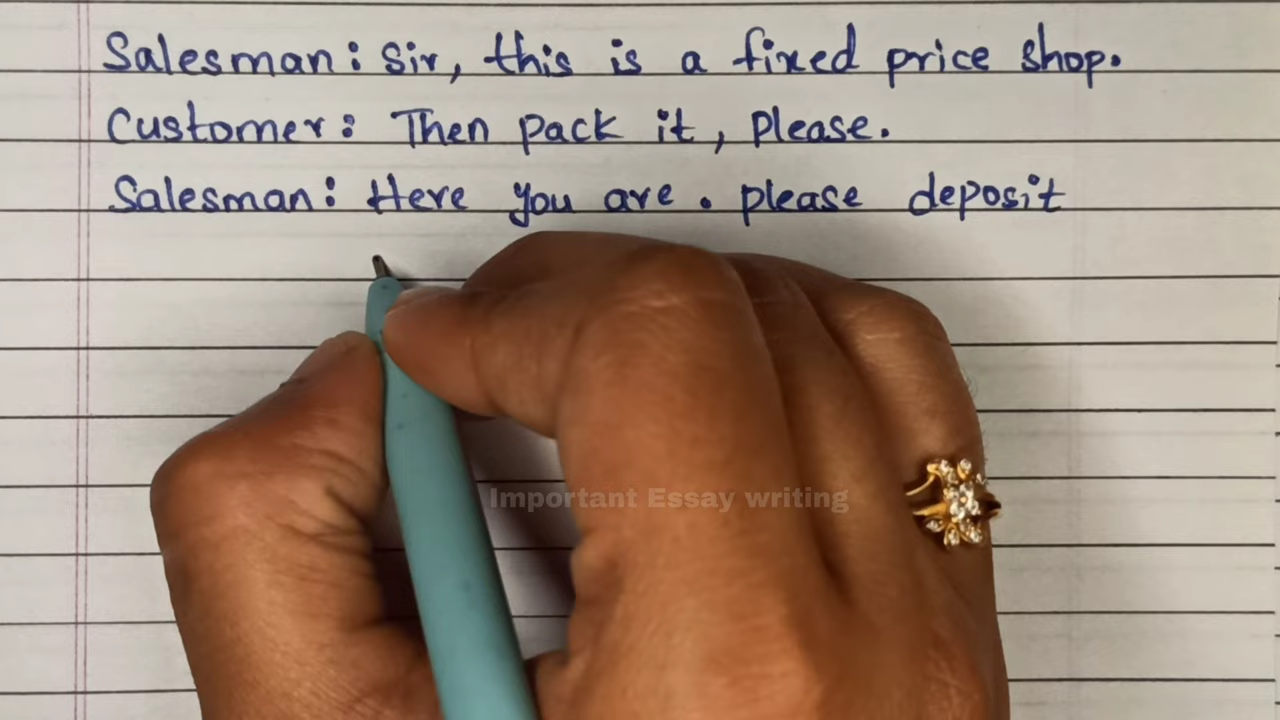 Salesman: Sir, this is a fixed price shop.
Customer: Then pack it, please.
Salesman: Here you are. please deposit
Important Essay writing